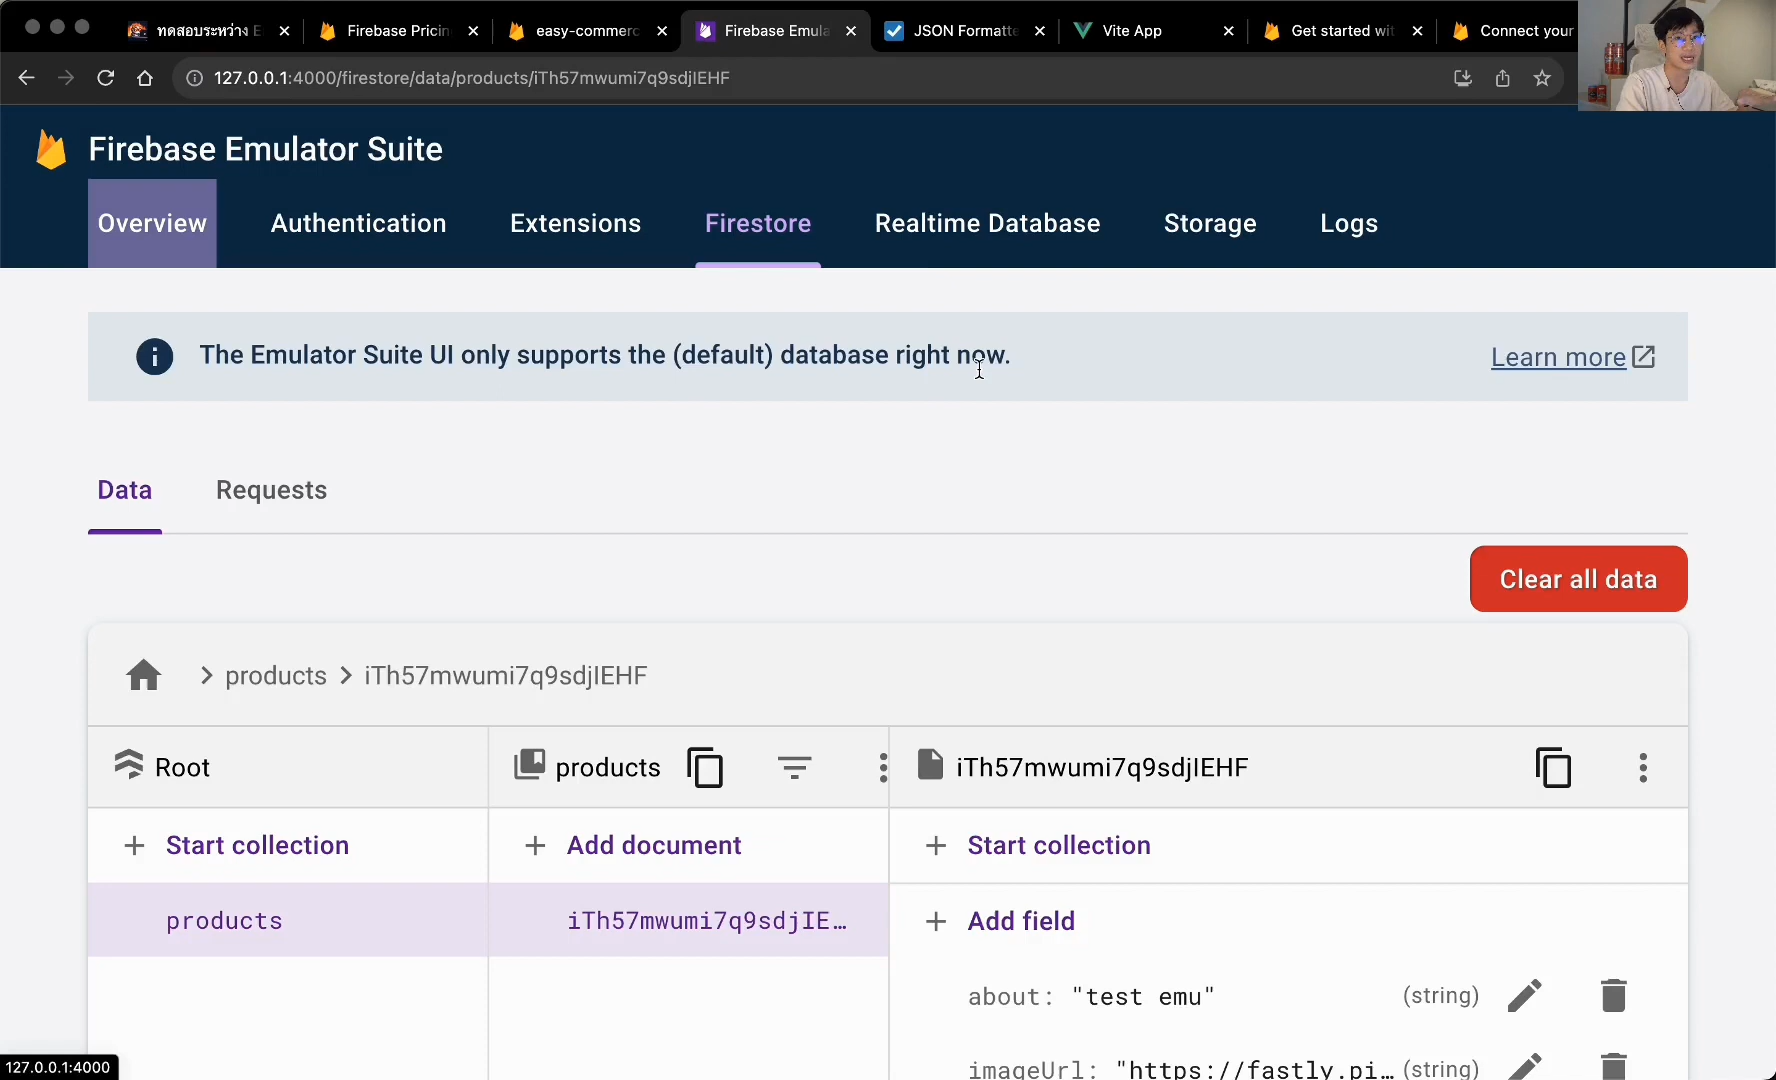 ทดสอบระหว่าง E
Firebase Pricin
easy-commerc
Firebase Emula
JSON Formatte
Vite App
Get started wit
Connect your
127.0.0.1:4000/firestore/data/products/iTh57mwumi7q9sdjIEHF
Firebase Emulator Suite
Overview
Authentication
Extensions
Firestore
Realtime Database
Storage
Logs
The Emulator Suite UI only supports the (default) database right now.
Learn more
Data
Requests
Clear all data
products > iTh57mwumi7q9sdjIEHF
Root
products
iTh57mwumi7q9sdjIEHF
+ Start collection
+ Add document
+ Start collection
products
iTh57mwumi7q9sdjIE…
+ Add field
about: "test emu" (string)
imageUrl: "https://fastly.pi… (string)
127.0.0.1:4000